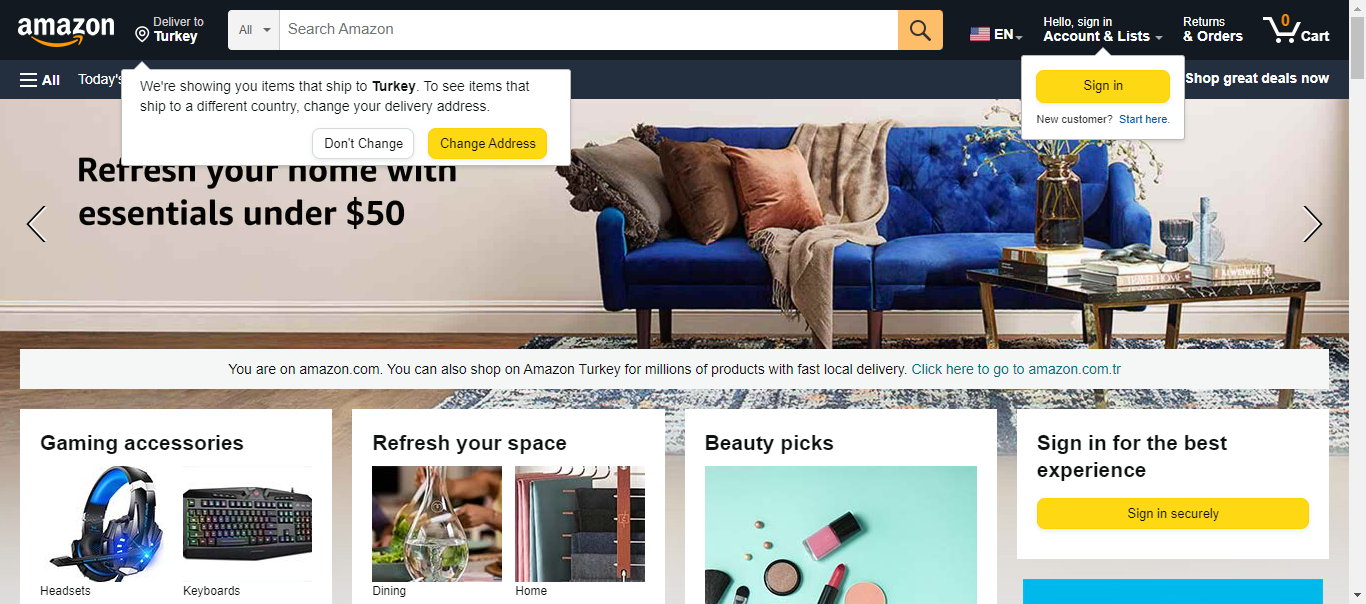 amazon
Deliver to
Turkey
All
Search Amazon
EN
Hello, sign in
Account & Lists
Returns
& Orders
0
Cart
All
Today's
Shop great deals now
We're showing you items that ship to Turkey. To see items that
ship to a different country, change your delivery address.
Don't Change
Change Address
Sign in
New customer? Start here.
Refresh your home with
essentials under $50
You are on amazon.com. You can also shop on Amazon Turkey for millions of products with fast local delivery. Click here to go to amazon.com.tr
Gaming accessories
Headsets
Keyboards
Refresh your space
Dining
Home
Beauty picks
Sign in for the best
experience
Sign in securely